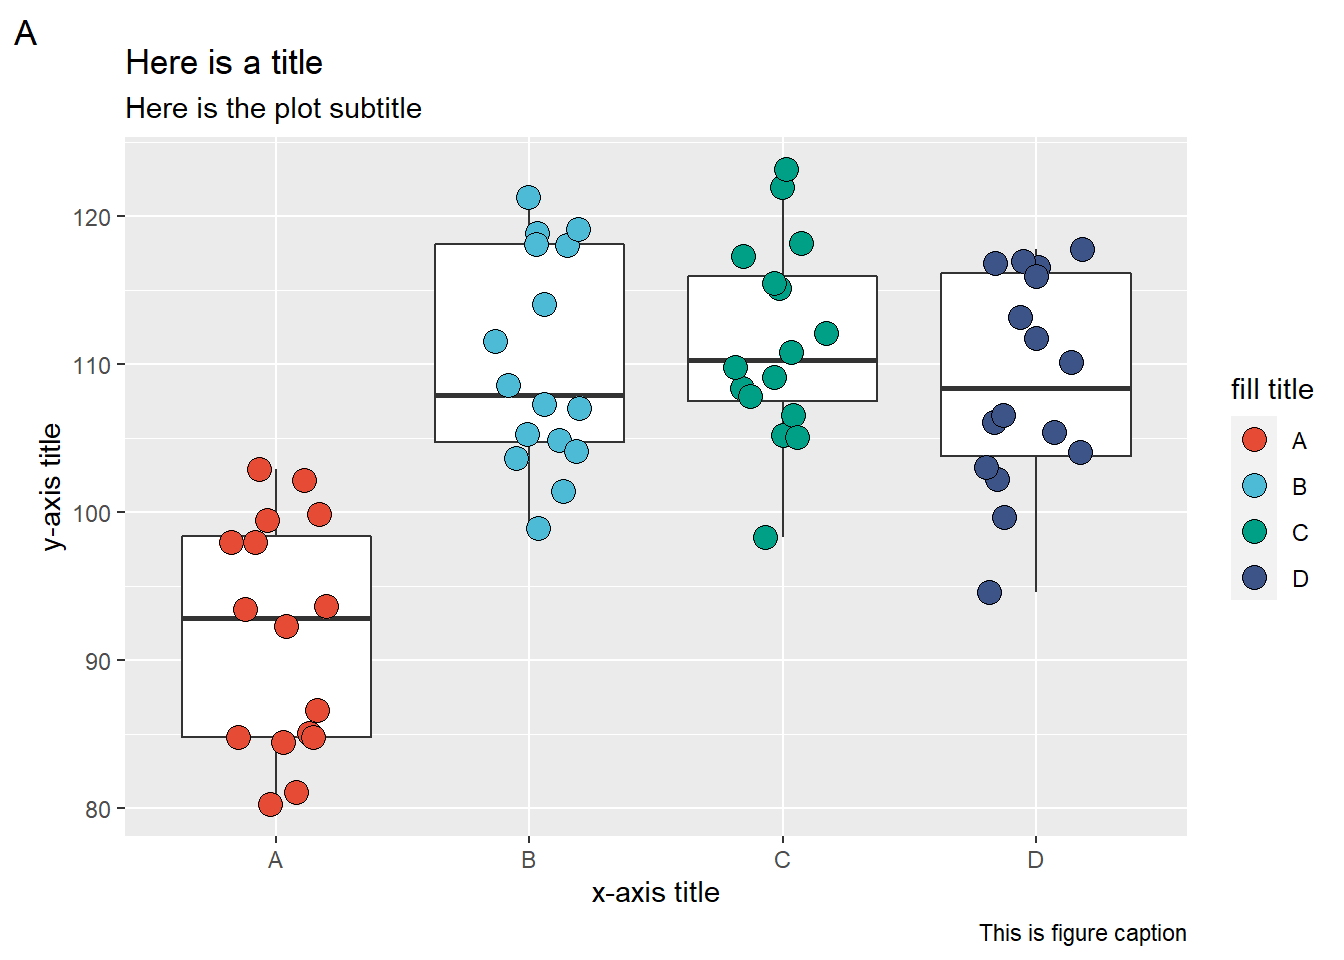 A
Here is a title
Here is the plot subtitle
y-axis title
120
110
100
90
80
A B C D
x-axis title
fill title
A
B
C
D
This is figure caption